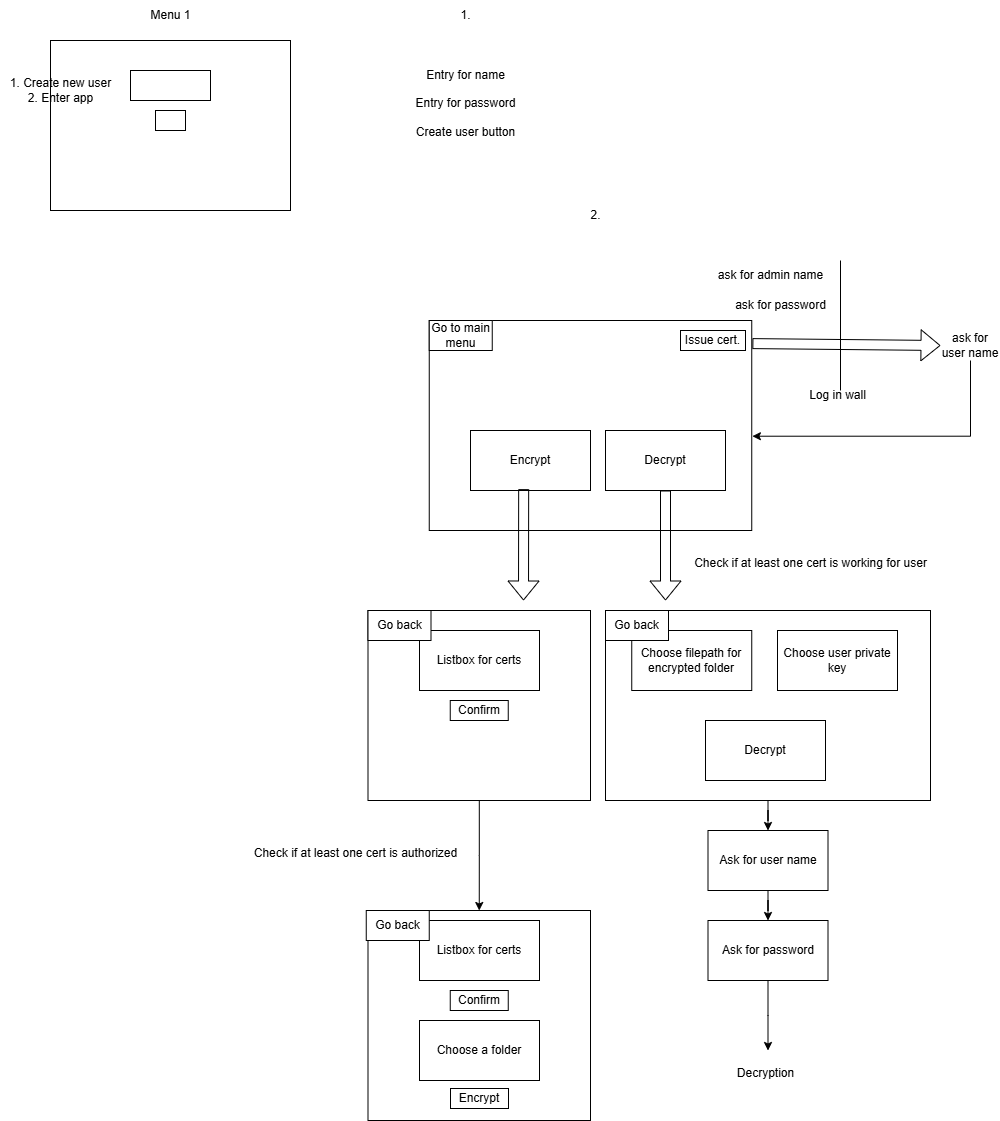 Menu 1
1.
1. Create new user
2. Enter app
Entry for name
Entry for password
Create user button
2.
ask for admin name
ask for password
Go to main
menu
Issue cert.
ask for
user name
Log in wall
Encrypt
Decrypt
Check if at least one cert is working for user
Go back
Listbox for certs
Confirm
Go back
Choose filepath for
encrypted folder
Choose user private
key
Decrypt
Check if at least one cert is authorized
Ask for user name
Go back
Listbox for certs
Confirm
Choose a folder
Encrypt
Ask for password
Decryption